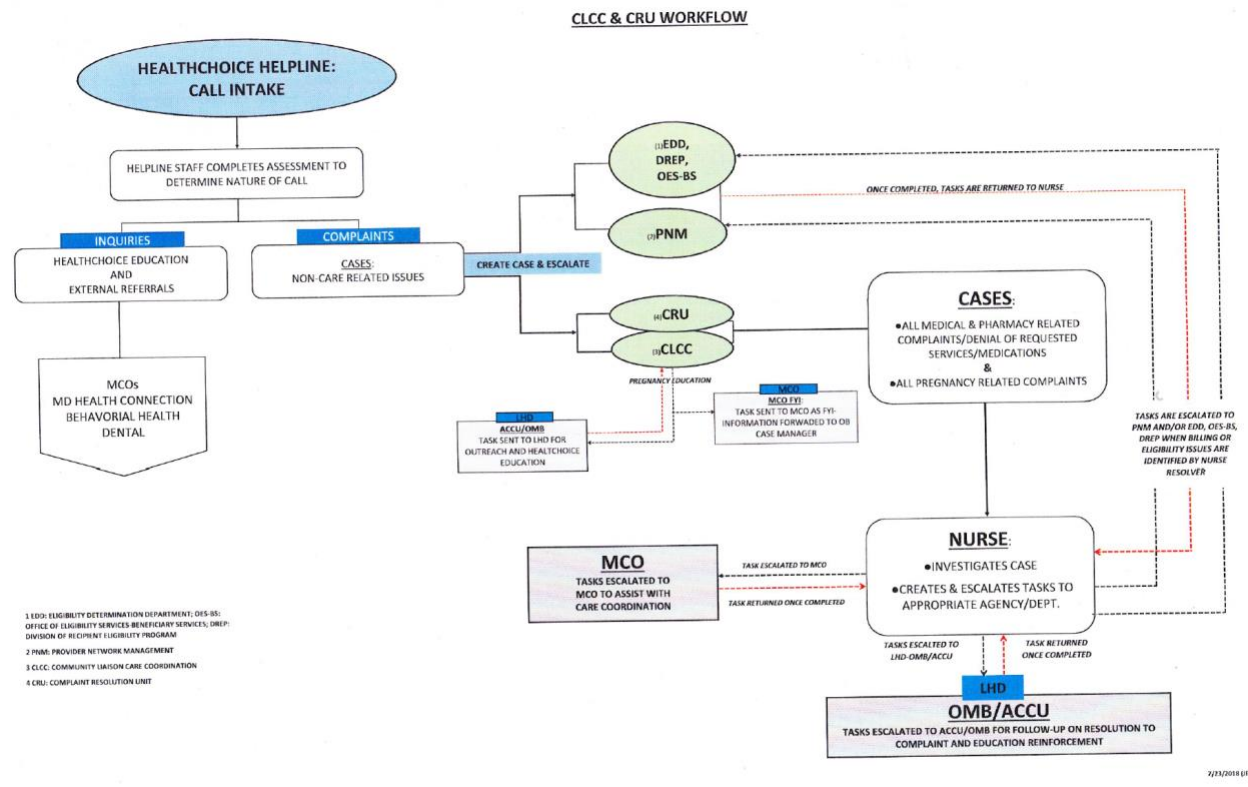 CLCC & CRU WORKFLOW
HEALTHCHOICE HELPLINE:
CALL INTAKE
HELPLINE STAFF COMPLETES ASSESSMENT TO
DETERMINE NATURE OF CALL
INQUIRIES
HEALTHCHOICE EDUCATION
AND
EXTERNAL REFERRALS
COMPLAINTS
CASES:
NON-CARE RELATED ISSUES
CREATE CASE & ESCALATE
MCOs
MD HEALTH CONNECTION
BEHAVORIAL HEALTH
DENTAL
(1)EDD,
DREP,
OES-BS
(2)PNM
ONCE COMPLETED, TASKS ARE RETURNED TO NURSE
(4)CRU
(3)CLCC
PREGNANCY EDUCATION
LHD
ACCU/OMB
TASK SENT TO LHD FOR
OUTREACH AND HEALTCHOICE
EDUCATION
MCO
MCO FYI:
TASK SENT TO MCO AS FYI-
INFORMATION FORWADED TO OB
CASE MANAGER
CASES:
●ALL MEDICAL & PHARMACY RELATED
COMPLAINTS/DENIAL OF REQUESTED
SERVICES/MEDICATIONS
&
●ALL PREGNANCY RELATED COMPLAINTS
TASKS ARE ESCALATED TO
PNM AND/OR EDD, OES-BS,
DREP WHEN BILLING OR
ELIGIBILITY ISSUES ARE
IDENTIFIED BY NURSE
RESOLVER
NURSE:
●INVESTIGATES CASE
●CREATES & ESCALATES TASKS TO
APPROPRIATE AGENCY/DEPT.
MCO
TASKS ESCALATED TO
MCO TO ASSIST WITH
CARE COORDINATION
TASK ESCALATED TO MCO
TASK RETURNED ONCE COMPLETED
TASKS ESCALTED TO
LHD-OMB/ACCU
TASK RETURNED
ONCE COMPLETED
LHD
OMB/ACCU
TASKS ESCALATED TO ACCU/OMB FOR FOLLOW-UP ON RESOLUTION TO
COMPLAINT AND EDUCATION REINFORCEMENT
1 EDD: ELIGIBILITY DETERMINATION DEPARTMENT; OES-BS:
OFFICE OF ELIGIBILITY SERVICES-BENEFICIARY SERVICES; DREP:
DIVISION OF RECIPIENT ELIGIBILITY PROGRAM
2 PNM: PROVIDER NETWORK MANAGEMENT
3 CLCC: COMMUNITY LIAISON CARE COORDINATION
4 CRU: COMPLAINT RESOLUTION UNIT
2/23/2018